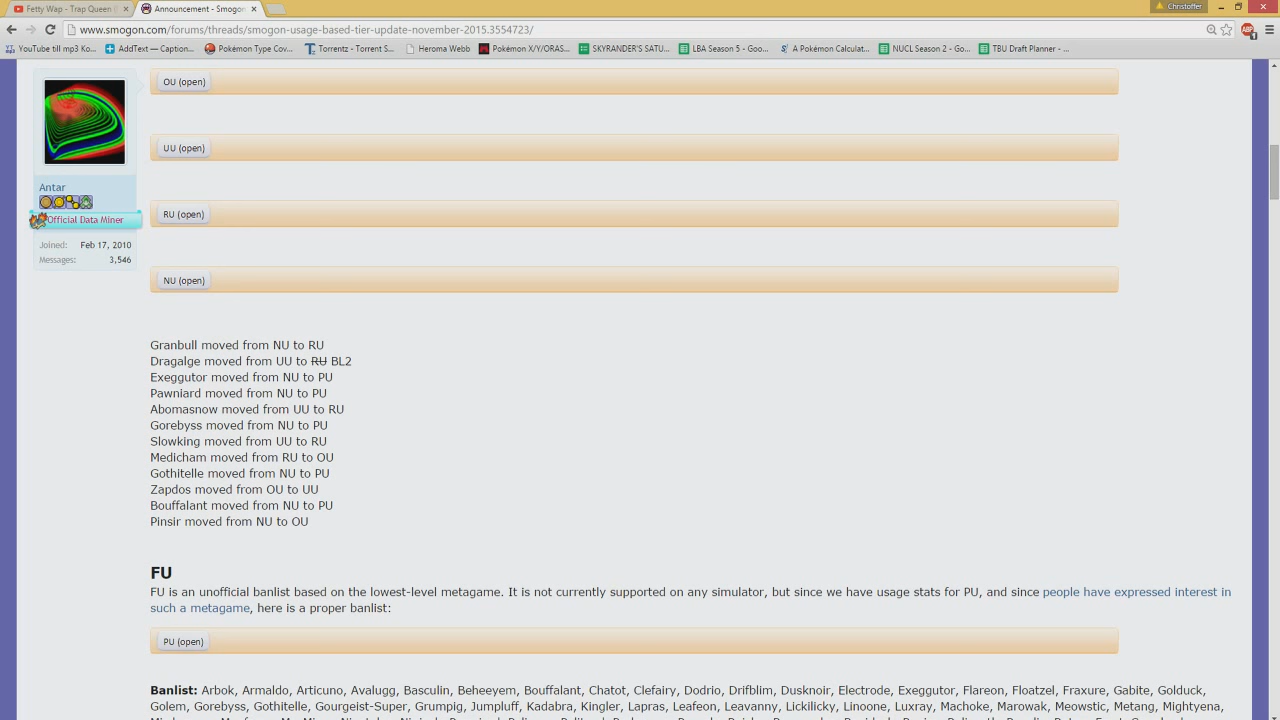 Fetty Wap - Trap Queen (
Announcement - Smogon
Christoffer
www.smogon.com/forums/threads/smogon-usage-based-tier-update-november-2015.3554723/
YouTube till mp3 Ko... AddText — Caption... Pokémon Type Cov... Torrentz - Torrent S... Heroma Webb Pokémon X/Y/ORAS... SKYRANDER'S SATU... LBA Season 5 - Goo... A Pokémon Calculat... NUCL Season 2 - Go... TBU Draft Planner - ...
OU (open)
UU (open)
Antar
RU (open)
Official Data Miner
Joined: Feb 17, 2010
Messages: 3,546
NU (open)
Granbull moved from NU to RU
Dragalge moved from UU to RU BL2
Exeggutor moved from NU to PU
Pawniard moved from NU to PU
Abomasnow moved from UU to RU
Gorebyss moved from NU to PU
Slowking moved from UU to RU
Medicham moved from RU to OU
Gothitelle moved from NU to PU
Zapdos moved from OU to UU
Bouffalant moved from NU to PU
Pinsir moved from NU to OU
FU
FU is an unofficial banlist based on the lowest-level metagame. It is not currently supported on any simulator, but since we have usage stats for PU, and since people have expressed interest in
such a metagame, here is a proper banlist:
PU (open)
Banlist: Arbok, Armaldo, Articuno, Avalugg, Basculin, Beheeyem, Bouffalant, Chatot, Clefairy, Dodrio, Drifblim, Dusknoir, Electrode, Exeggutor, Flareon, Floatzel, Fraxure, Gabite, Golduck,
Golem, Gorebyss, Gothitelle, Gourgeist-Super, Grumpig, Jumpluff, Kadabra, Kingler, Lapras, Leafeon, Leavanny, Lickilicky, Linoone, Luxray, Machoke, Marowak, Meowstic, Metang, Mightyena,